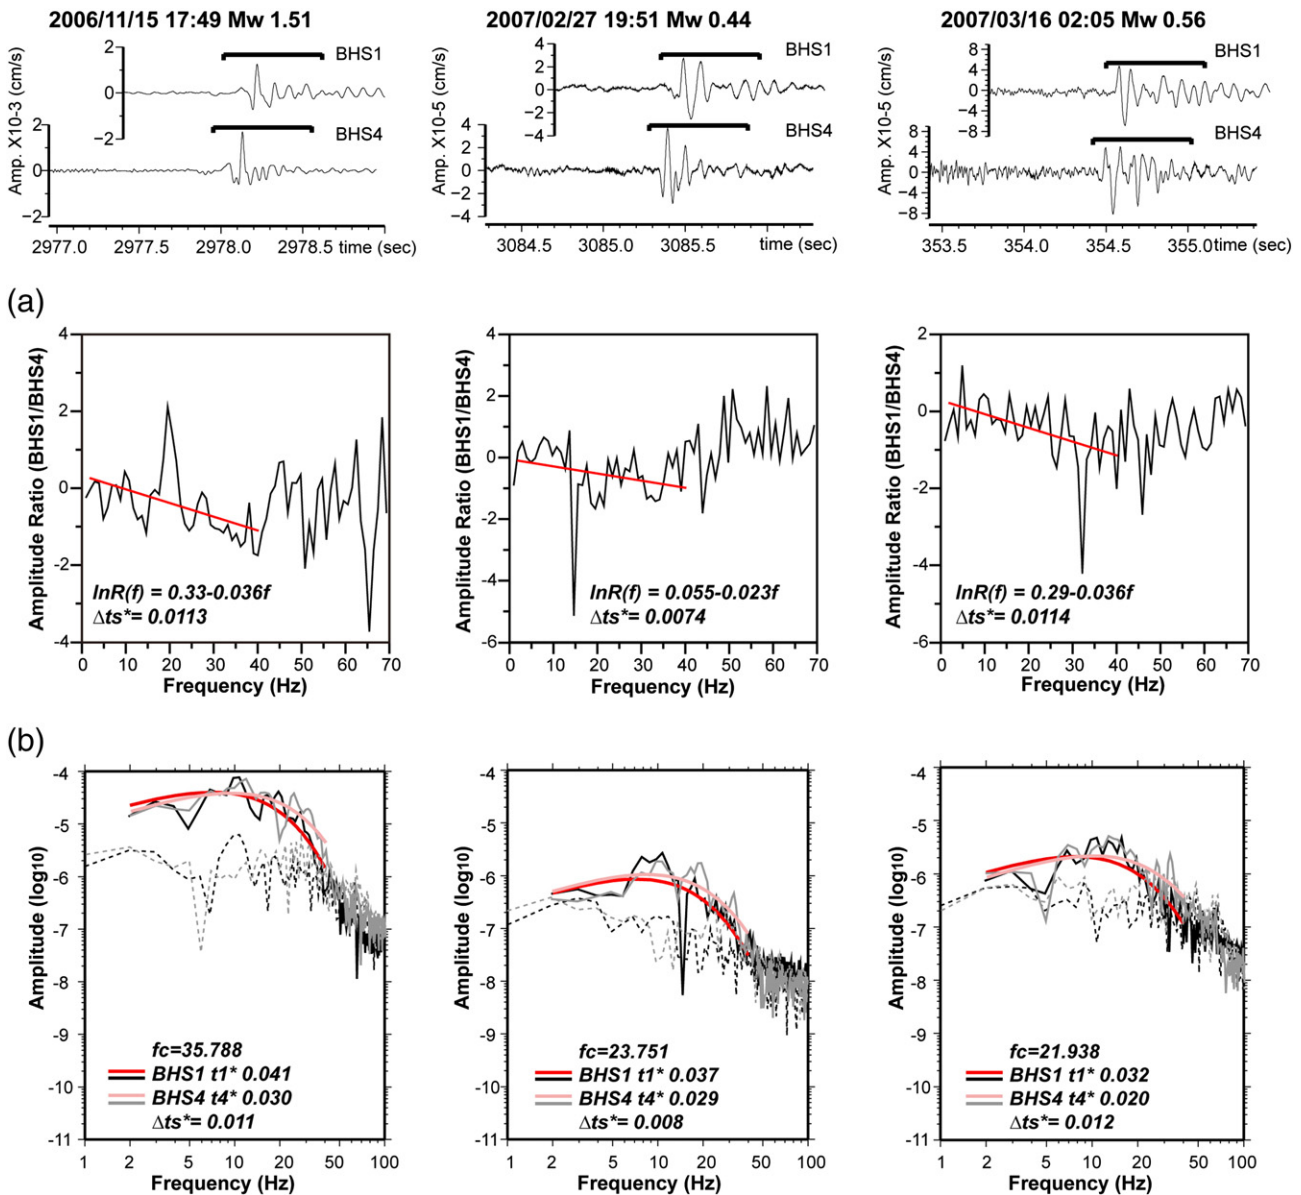 2006/11/15 17:49 Mw 1.51
2007/02/27 19:51 Mw 0.44
2007/03/16 02:05 Mw 0.56
Amp. X10-3 (cm/s)
2
0
−2
BHS1
2
0
−2
BHS4
2977.0 2977.5 2978.0 2978.5 time (sec)
Amp. X10-5 (cm/s)
4
2
0
−2
−4
BHS1
4
2
0
−2
−4
BHS4
3084.5 3085.0 3085.5 time (sec)
Amp. X10-5 (cm/s)
8
4
0
−4
−8
BHS1
8
4
0
−4
−8
BHS4
353.5 354.0 354.5 355.0 time (sec)
(a)
Amplitude Ratio (BHS1/BHS4)
4
2
0
-2
-4
lnR(f) = 0.33-0.036f
Δts*= 0.0113
0 10 20 30 40 50 60 70
Frequency (Hz)
Amplitude Ratio (BHS1/BHS4)
4
2
0
-2
-4
-6
lnR(f) = 0.055-0.023f
Δts*= 0.0074
0 10 20 30 40 50 60 70
Frequency (Hz)
Amplitude Ratio (BHS1/BHS4)
2
0
-2
-4
-6
lnR(f) = 0.29-0.036f
Δts*= 0.0114
0 10 20 30 40 50 60 70
Frequency (Hz)
(b)
Amplitude (log10)
-4
-5
-6
-7
-8
-9
-10
-11
fc=35.788
BHS1 t1* 0.041
BHS4 t4* 0.030
Δts*= 0.011
1 2 5 10 20 50 100
Frequency (Hz)
Amplitude (log10)
-4
-5
-6
-7
-8
-9
-10
-11
fc=23.751
BHS1 t1* 0.037
BHS4 t4* 0.029
Δts*= 0.008
1 2 5 10 20 50 100
Frequency (Hz)
Amplitude (log10)
-4
-5
-6
-7
-8
-9
-10
-11
fc=21.938
BHS1 t1* 0.032
BHS4 t4* 0.020
Δts*= 0.012
1 2 5 10 20 50 100
Frequency (Hz)